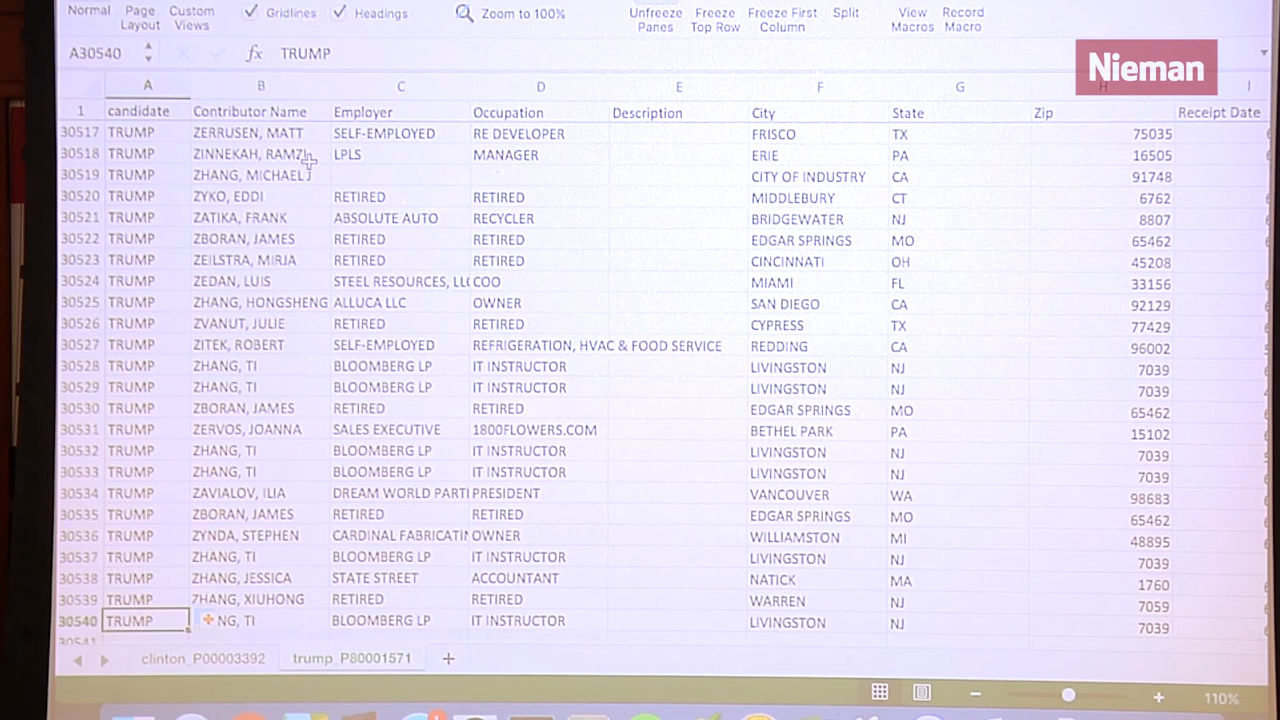 Normal Page Layout Custom Views Gridlines Headings Zoom to 100% Unfreeze Panes Freeze Top Row Freeze First Column Split View Macros Record Macro
Nieman
A30540 fx TRUMP
A B C D E F G H I
1 candidate Contributor Name Employer Occupation Description City State Zip Receipt Date
30517 TRUMP ZERRUSEN, MATT SELF-EMPLOYED RE DEVELOPER FRISCO TX 75035
30518 TRUMP ZINNEKAH, RAMZI LPLS MANAGER ERIE PA 16505
30519 TRUMP ZHANG, MICHAEL J CITY OF INDUSTRY CA 91748
30520 TRUMP ZYKO, EDDI RETIRED RETIRED MIDDLEBURY CT 6762
30521 TRUMP ZATIKA, FRANK ABSOLUTE AUTO RECYCLER BRIDGEWATER NJ 8807
30522 TRUMP ZBORAN, JAMES RETIRED RETIRED EDGAR SPRINGS MO 65462
30523 TRUMP ZEILSTRA, MIRJA RETIRED RETIRED CINCINNATI OH 45208
30524 TRUMP ZEDAN, LUIS STEEL RESOURCES, LLC COO MIAMI FL 33156
30525 TRUMP ZHANG, HONGSHENG ALLUCA LLC OWNER SAN DIEGO CA 92129
30526 TRUMP ZVANUT, JULIE RETIRED RETIRED CYPRESS TX 77429
30527 TRUMP ZITEK, ROBERT SELF-EMPLOYED REFRIGERATION, HVAC & FOOD SERVICE REDDING CA 96002
30528 TRUMP ZHANG, TI BLOOMBERG LP IT INSTRUCTOR LIVINGSTON NJ 7039
30529 TRUMP ZHANG, TI BLOOMBERG LP IT INSTRUCTOR LIVINGSTON NJ 7039
30530 TRUMP ZBORAN, JAMES RETIRED RETIRED EDGAR SPRINGS MO 65462
30531 TRUMP ZERVOS, JOANNA SALES EXECUTIVE 1800FLOWERS.COM BETHEL PARK PA 15102
30532 TRUMP ZHANG, TI BLOOMBERG LP IT INSTRUCTOR LIVINGSTON NJ 7039
30533 TRUMP ZHANG, TI BLOOMBERG LP IT INSTRUCTOR LIVINGSTON NJ 7039
30534 TRUMP ZAVIALOV, ILIA DREAM WORLD PARTI PRESIDENT VANCOUVER WA 98683
30535 TRUMP ZBORAN, JAMES RETIRED RETIRED EDGAR SPRINGS MO 65462
30536 TRUMP ZYNDA, STEPHEN CARDINAL FABRICATIN OWNER WILLIAMSTON MI 48895
30537 TRUMP ZHANG, TI BLOOMBERG LP IT INSTRUCTOR LIVINGSTON NJ 7039
30538 TRUMP ZHANG, JESSICA STATE STREET ACCOUNTANT NATICK MA 1760
30539 TRUMP ZHANG, XIUHONG RETIRED RETIRED WARREN NJ 7059
30540 TRUMP NG, TI BLOOMBERG LP IT INSTRUCTOR LIVINGSTON NJ 7039
30541
clinton_P00003392 trump_P80001571 +
110%